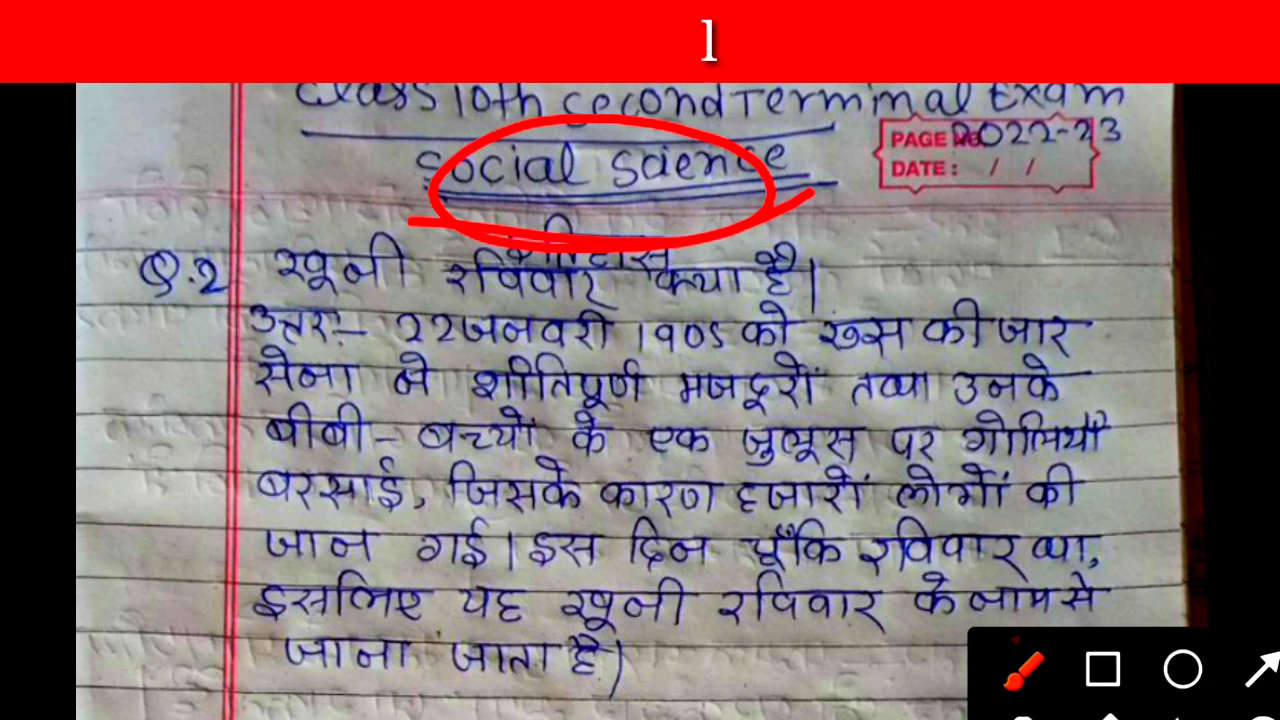 1
Class 10th Second Terminal Exam
2022-23
PAGE No.
DATE: / /
Social Science
इतिहास
Q.2 खूनी रविवार क्या है।
उत्तर:- 22 जनवरी 1905 को रूस की जार
सेना ने शांतिपूर्ण मजदूरों तथा उनके
बीबी- बच्चों के एक जुलूस पर गोलियाँ
बरसाई, जिसके कारण हजारों लोगों की
जान गई। इस दिन चूँकि रविवार था,
इसलिए यह खूनी रविवार के नाम से
जाना जाता है)